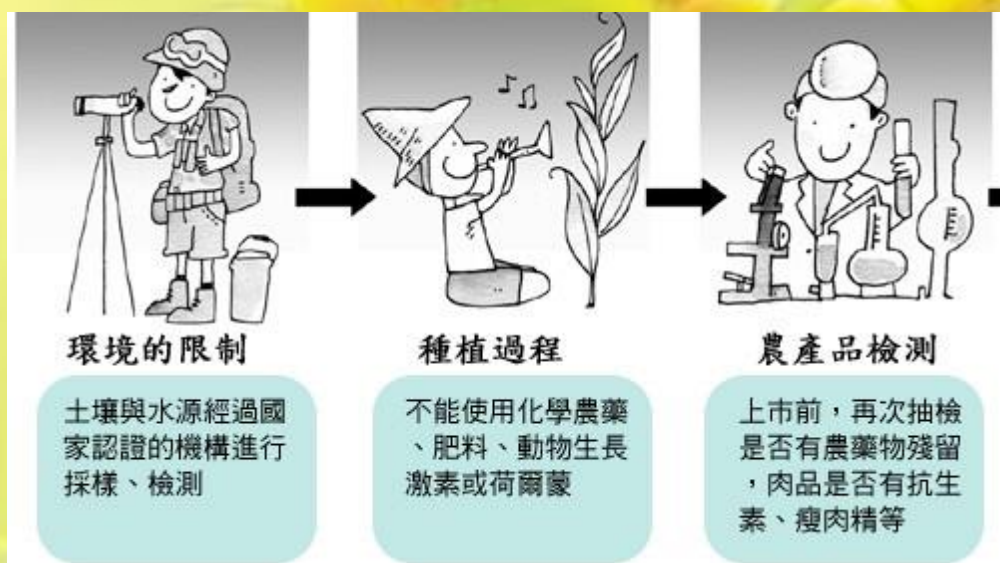 環境的限制
土壤與水源經過國
家認證的機構進行
採樣、檢測
種植過程
不能使用化學農藥
、肥料、動物生長
激素或荷爾蒙
農產品檢測
上市前，再次抽檢
是否有農藥物殘留
，肉品是否有抗生
素、瘦肉精等